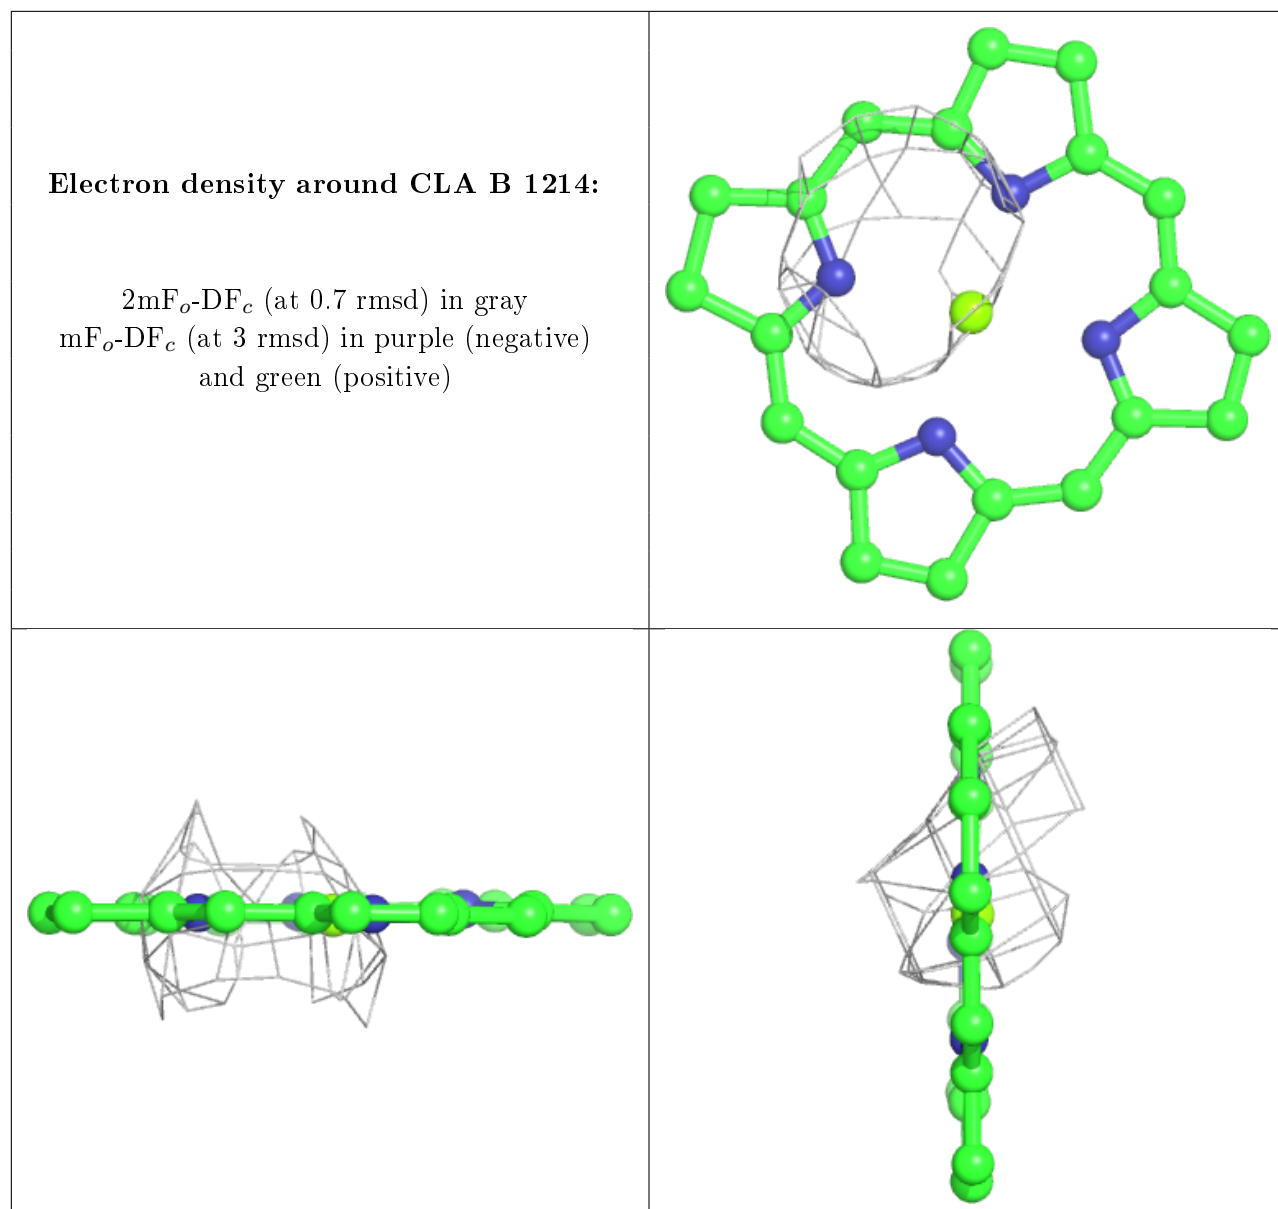 Electron density around CLA B 1214:
2mFo-DFc (at 0.7 rmsd) in gray
mFo-DFc (at 3 rmsd) in purple (negative)
and green (positive)